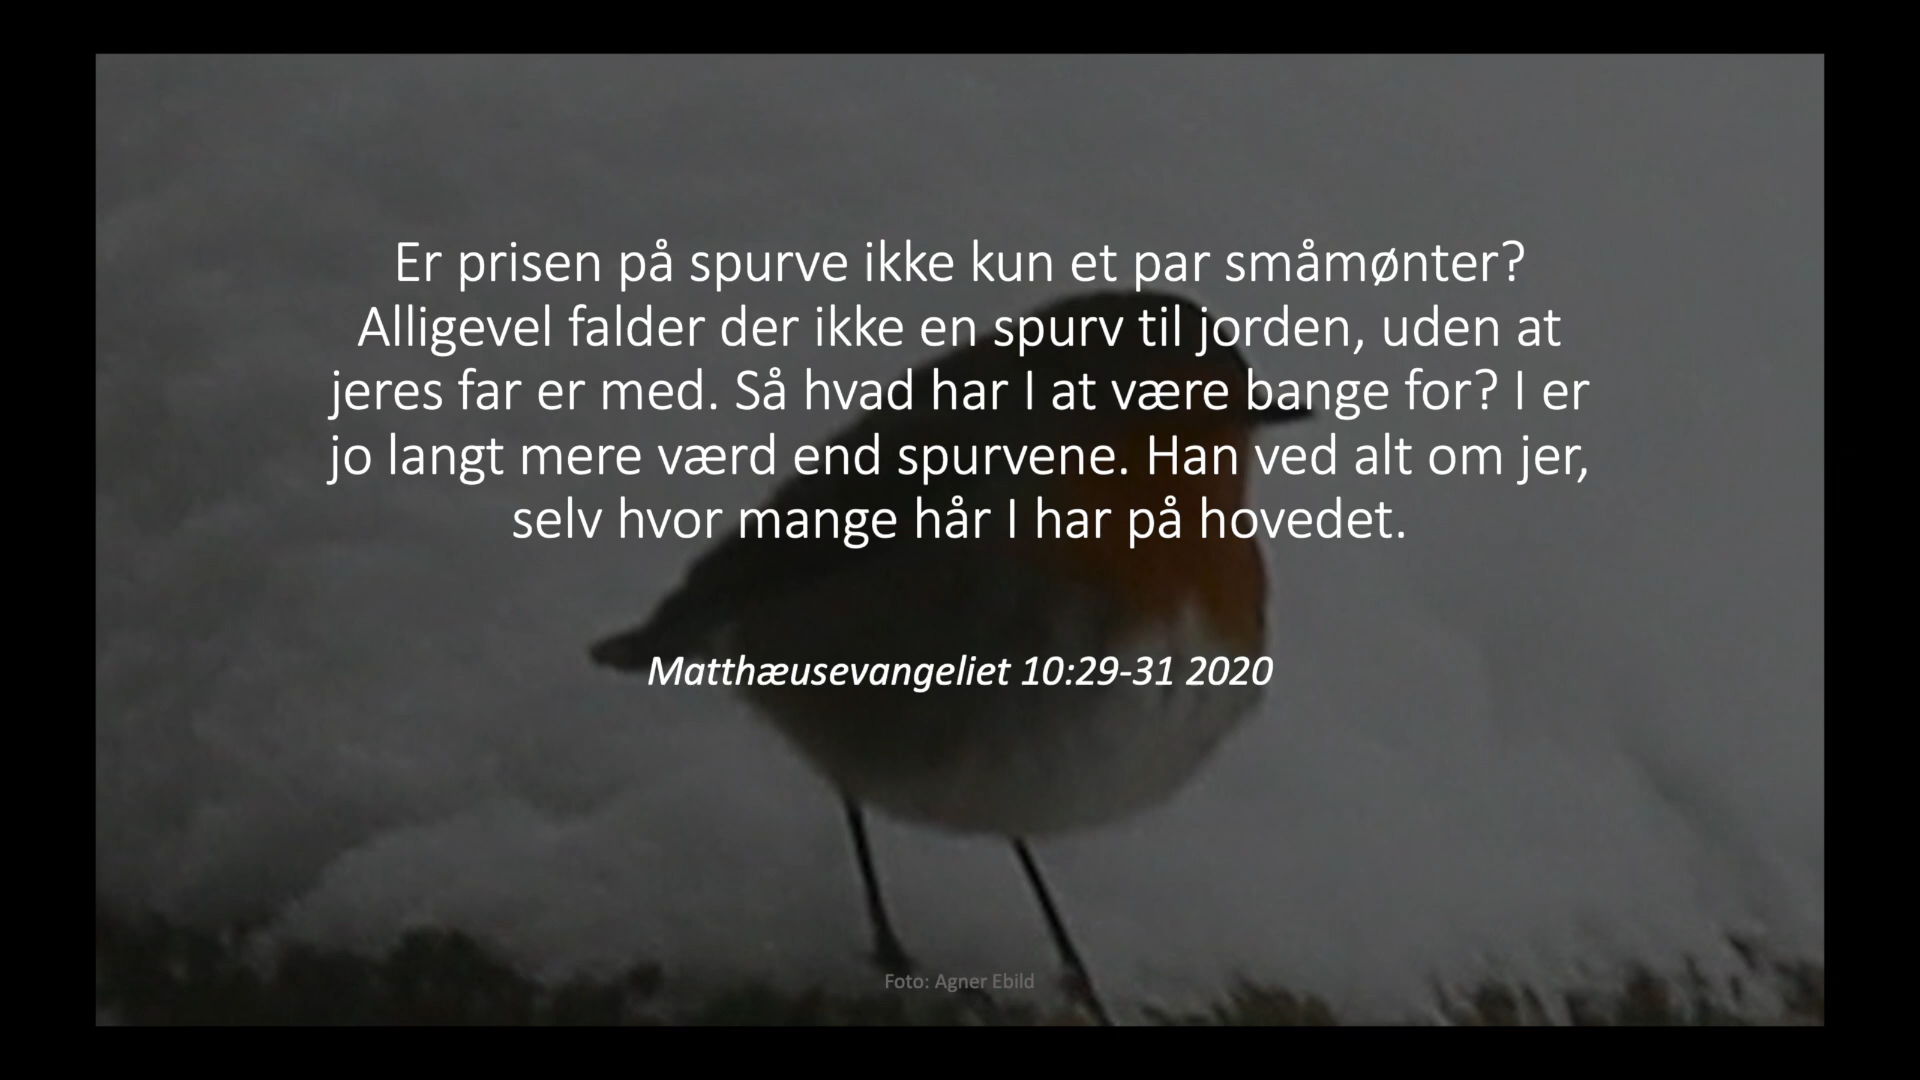 Er prisen på spurve ikke kun et par småmønter?
Alligevel falder der ikke en spurv til jorden, uden at
jeres far er med. Så hvad har I at være bange for? I er
jo langt mere værd end spurvene. Han ved alt om jer,
selv hvor mange hår I har på hovedet.
Matthæusevangeliet 10:29-31 2020
Foto: Agner Ebild